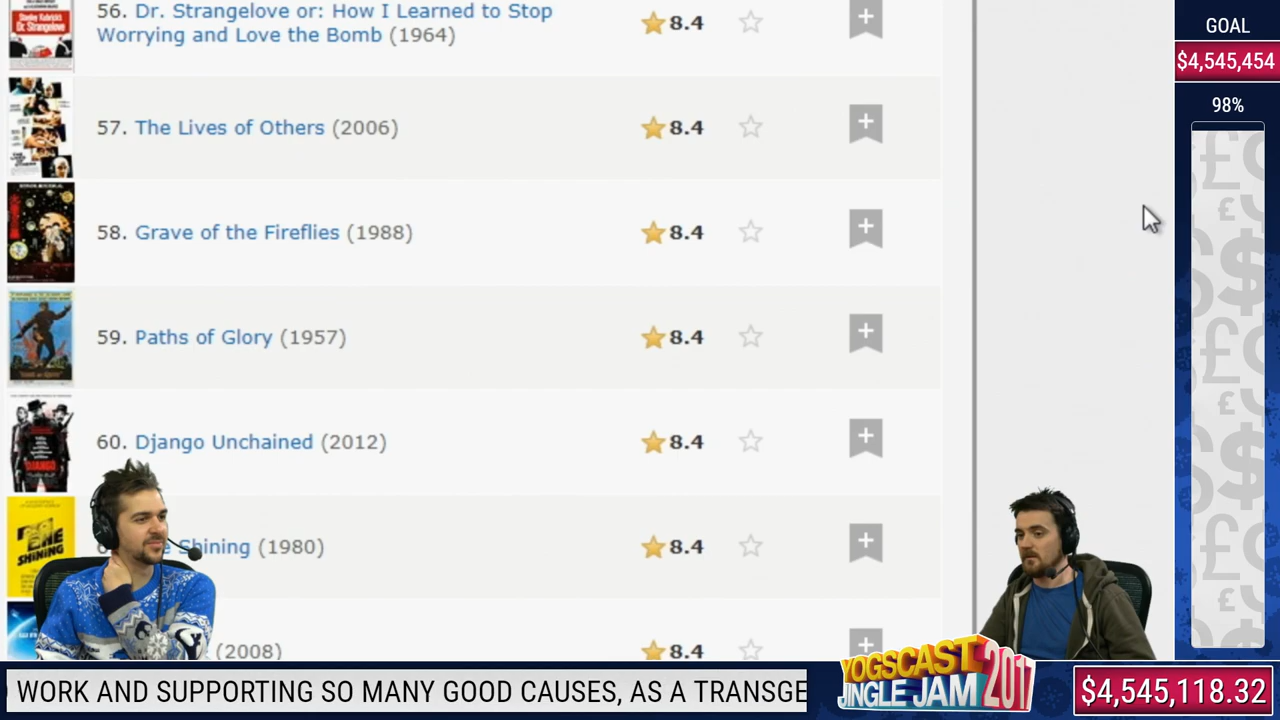 56. Dr. Strangelove or: How I Learned to Stop
Worrying and Love the Bomb (1964)
8.4
57. The Lives of Others (2006)
8.4
58. Grave of the Fireflies (1988)
8.4
59. Paths of Glory (1957)
8.4
60. Django Unchained (2012)
8.4
Shining (1980)
8.4
(2008)
8.4
GOAL
$4,545,454
98%
THE SHINING
DJANGO
WORK AND SUPPORTING SO MANY GOOD CAUSES, AS A TRANSGE
YOGSCAST
JINGLE JAM 2017
$4,545,118.32